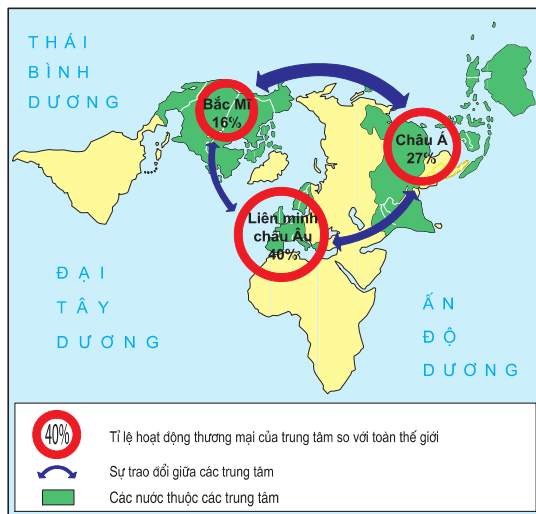 THÁI
BÌNH
DƯƠNG
Bắc Mĩ
16%
Châu Á
27%
Liên minh
châu Âu
40%
ĐẠI
TÂY
DƯƠNG
ẤN
ĐỘ
DƯƠNG
40%
Tỉ lệ hoạt động thương mại của trung tâm so với toàn thế giới
Sự trao đổi giữa các trung tâm
Các nước thuộc các trung tâm